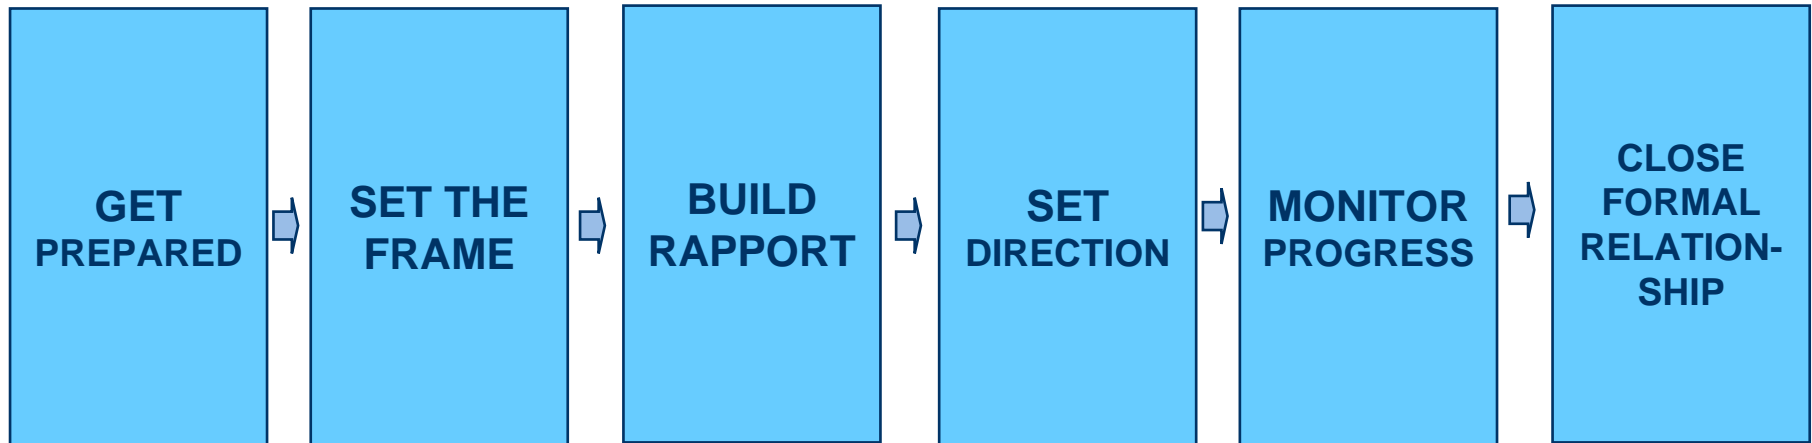 GET
PREPARED
SET THE
FRAME
BUILD
RAPPORT
SET
DIRECTION
MONITOR
PROGRESS
CLOSE
FORMAL
RELATION-
SHIP